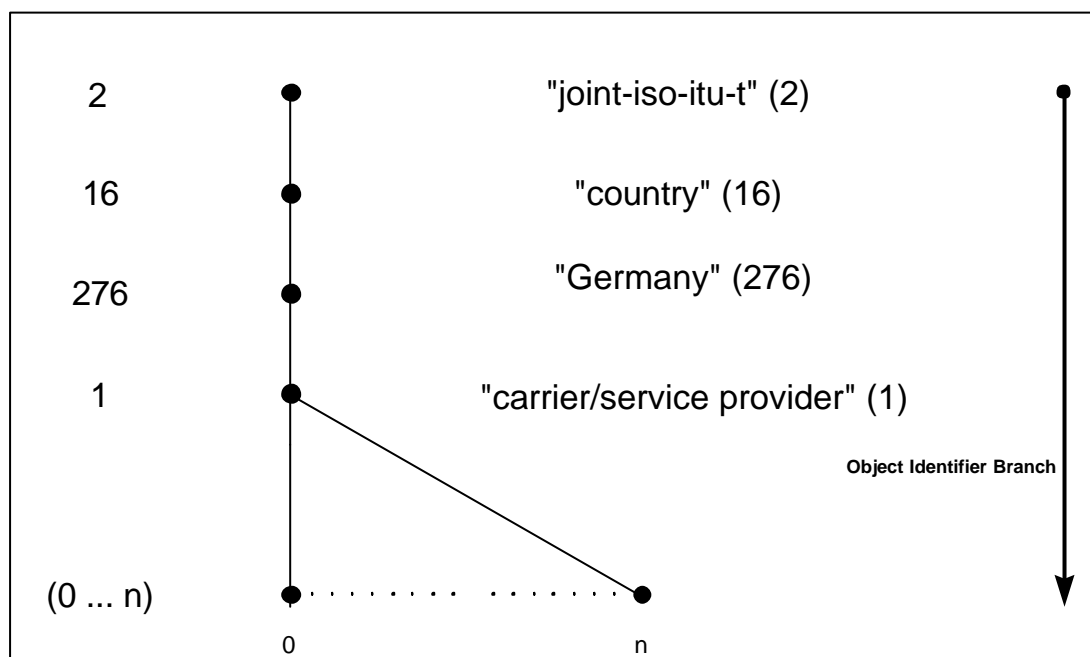 2 "joint-iso-itu-t" (2)
16 "country" (16)
276 "Germany" (276)
1 "carrier/service provider" (1)
Object Identifier Branch
(0 ... n)
0 n